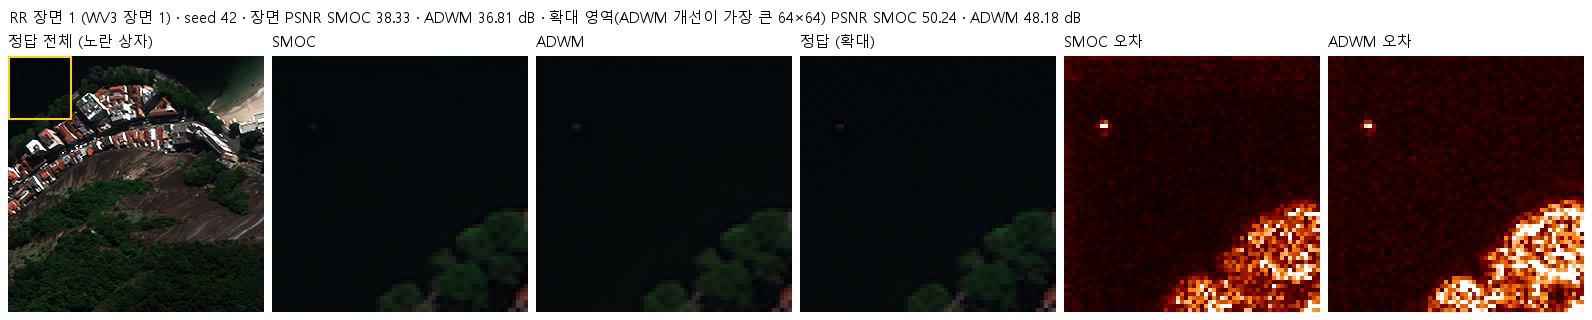 RR 장면 1 (WV3 장면 1) · seed 42 · 장면 PSNR SMOC 38.33 · ADWM 36.81 dB · 확대 영역(ADWM 개선이 가장 큰 64×64) PSNR SMOC 50.24 · ADWM 48.18 dB
정답 전체 (노란 상자)
SMOC
ADWM
정답 (확대)
SMOC 오차
ADWM 오차